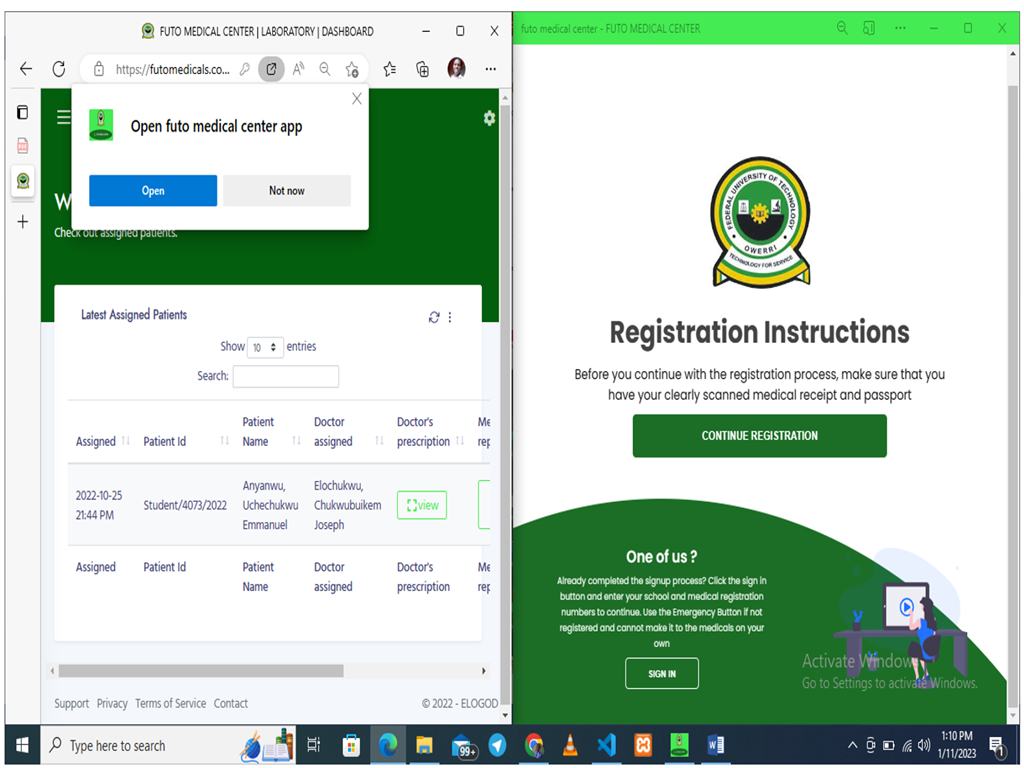 FUTO MEDICAL CENTER | LABORATORY | DASHBOARD
https://futomedicals.co...
Open futo medical center app
Open
Not now
W
Check out assigned patients.
Latest Assigned Patients
Show 10 entries
Search:
Assigned
Patient Id
Patient
Name
Doctor
assigned
Doctor's
prescription
Me
rep
2022-10-25
21:44 PM
Student/4073/2022
Anyanwu,
Uchechukwu
Emmanuel
Elochukwu,
Chukwubuikem
Joseph
view
Assigned
Patient Id
Patient
Name
Doctor
assigned
Doctor's
prescription
Me
rep
Support Privacy Terms of Service Contact
© 2022 - ELOGOD
futo medical center - FUTO MEDICAL CENTER
FEDERAL UNIVERSITY OF TECHNOLOGY
OWERRI
TECHNOLOGY FOR SERVICE
Registration Instructions
Before you continue with the registration process, make sure that you
have your clearly scanned medical receipt and passport
CONTINUE REGISTRATION
One of us ?
Already completed the signup process? Click the sign in
button and enter your school and medical registration
numbers to continue. Use the Emergency Button if not
registered and cannot make it to the medicals on your
own
SIGN IN
Activate Windows
Go to Settings to activate Windows.
Type here to search
99+
1:10 PM
1/11/2023
1